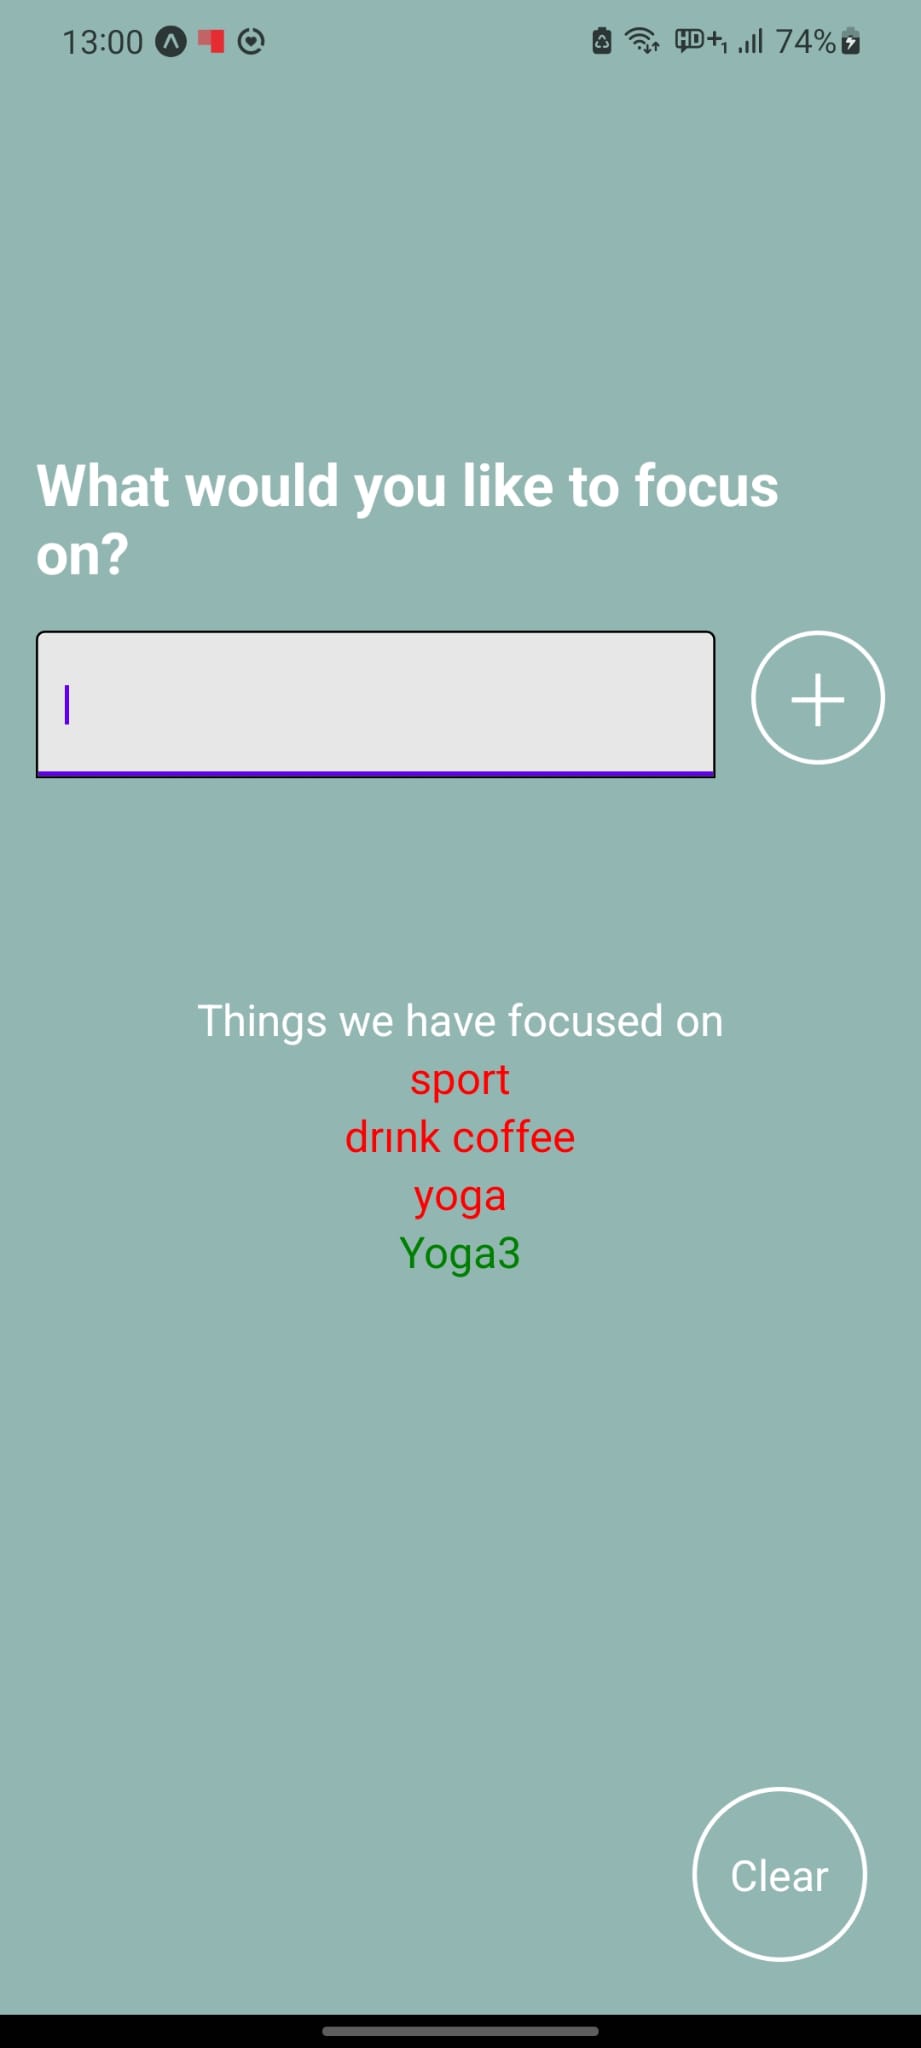 13:00 HD+1 74%
What would you like to focus
on?
Things we have focused on
sport
drınk coffee
yoga
Yoga3
Clear